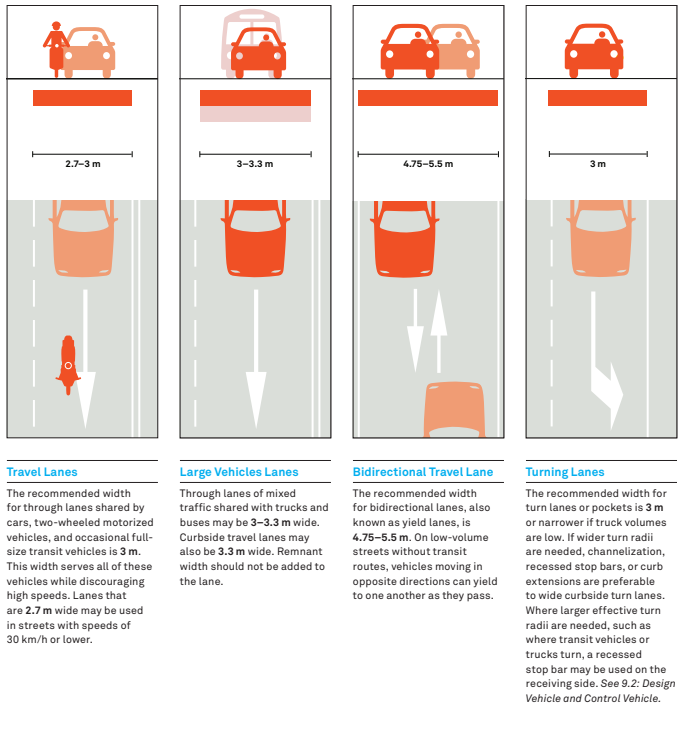 2.7–3 m
3–3.3 m
4.75–5.5 m
3 m
Travel Lanes
The recommended width
for through lanes shared by
cars, two-wheeled motorized
vehicles, and occasional full-
size transit vehicles is 3 m.
This width serves all of these
vehicles while discouraging
high speeds. Lanes that
are 2.7 m wide may be used
in streets with speeds of
30 km/h or lower.
Large Vehicles Lanes
Through lanes of mixed
traffic shared with trucks and
buses may be 3–3.3 m wide.
Curbside travel lanes may
also be 3.3 m wide. Remnant
width should not be added to
the lane.
Bidirectional Travel Lane
The recommended width
for bidirectional lanes, also
known as yield lanes, is
4.75–5.5 m. On low-volume
streets without transit
routes, vehicles moving in
opposite directions can yield
to one another as they pass.
Turning Lanes
The recommended width for
turn lanes or pockets is 3 m
or narrower if truck volumes
are low. If wider turn radii
are needed, channelization,
recessed stop bars, or curb
extensions are preferable
to wide curbside turn lanes.
Where larger effective turn
radii are needed, such as
where transit vehicles or
trucks turn, a recessed
stop bar may be used on the
receiving side. See 9.2: Design
Vehicle and Control Vehicle.